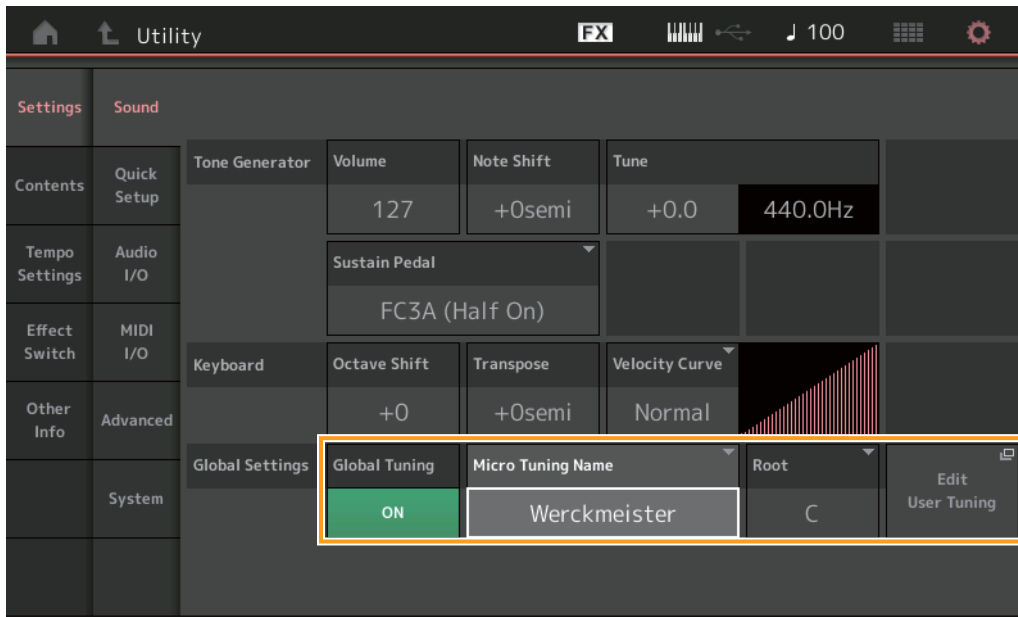 Utility FX 100
Settings Sound
Contents Quick Setup
Tone Generator Volume Note Shift Tune
127 +0semi +0.0 440.0Hz
Tempo Settings Audio I/O
Sustain Pedal
FC3A (Half On)
Effect Switch MIDI I/O
Keyboard Octave Shift Transpose Velocity Curve
+0 +0semi Normal
Other Info Advanced
Global Settings Global Tuning Micro Tuning Name Root Edit User Tuning
ON Werckmeister C
System